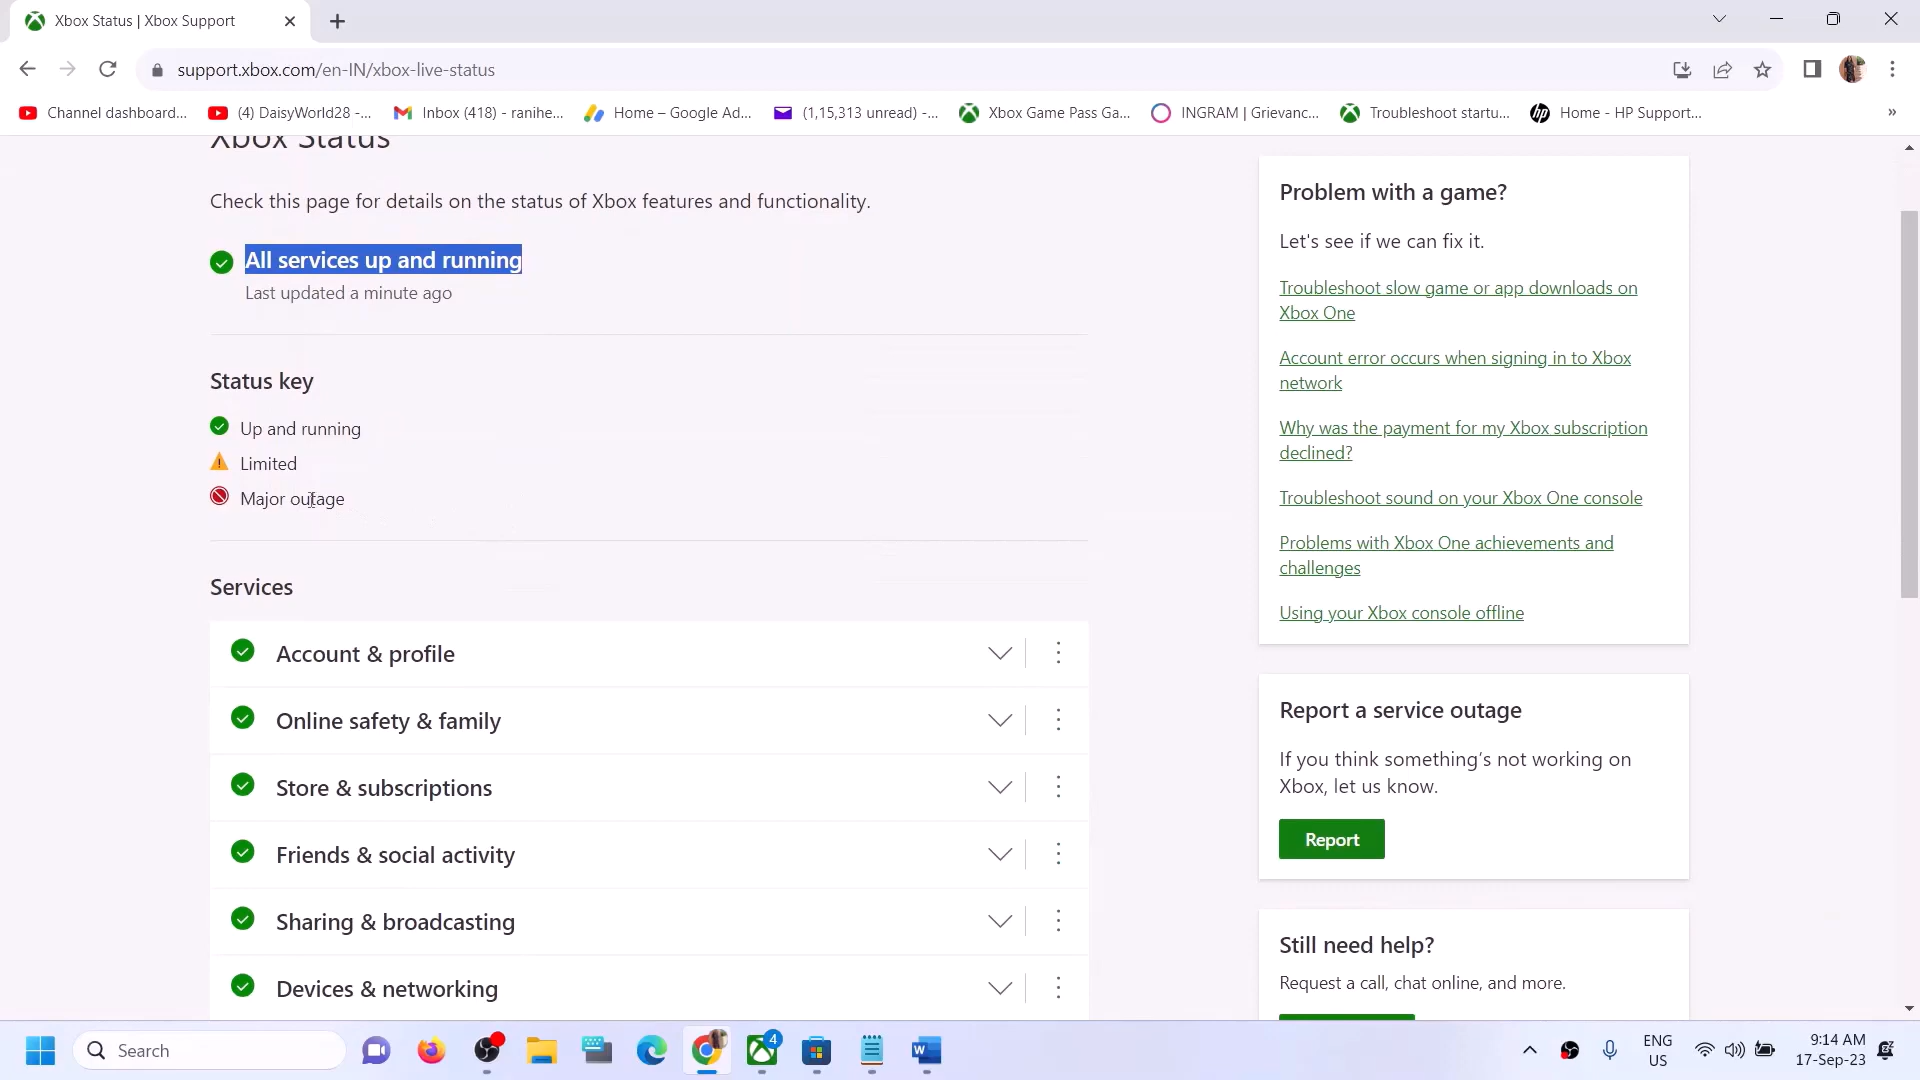 Xbox Status | Xbox Support
support.xbox.com/en-IN/xbox-live-status
Channel dashboard...
(4) DaisyWorld28 -...
Inbox (418) - ranihe...
Home – Google Ad...
(1,15,313 unread) -...
Xbox Game Pass Ga...
INGRAM | Grievanc...
Troubleshoot startu...
hp
Home - HP Support...
»
Xbox Status
Check this page for details on the status of Xbox features and functionality.
All services up and running
Last updated a minute ago
Status key
Up and running
Limited
Major outage
Services
Account & profile
Online safety & family
Store & subscriptions
Friends & social activity
Sharing & broadcasting
Devices & networking
Problem with a game?
Let's see if we can fix it.
Troubleshoot slow game or app downloads on
Xbox One
Account error occurs when signing in to Xbox
network
Why was the payment for my Xbox subscription
declined?
Troubleshoot sound on your Xbox One console
Problems with Xbox One achievements and
challenges
Using your Xbox console offline
Report a service outage
If you think something’s not working on
Xbox, let us know.
Report
Still need help?
Request a call, chat online, and more.
Search
4
W
ENG
US
9:14 AM
17-Sep-23